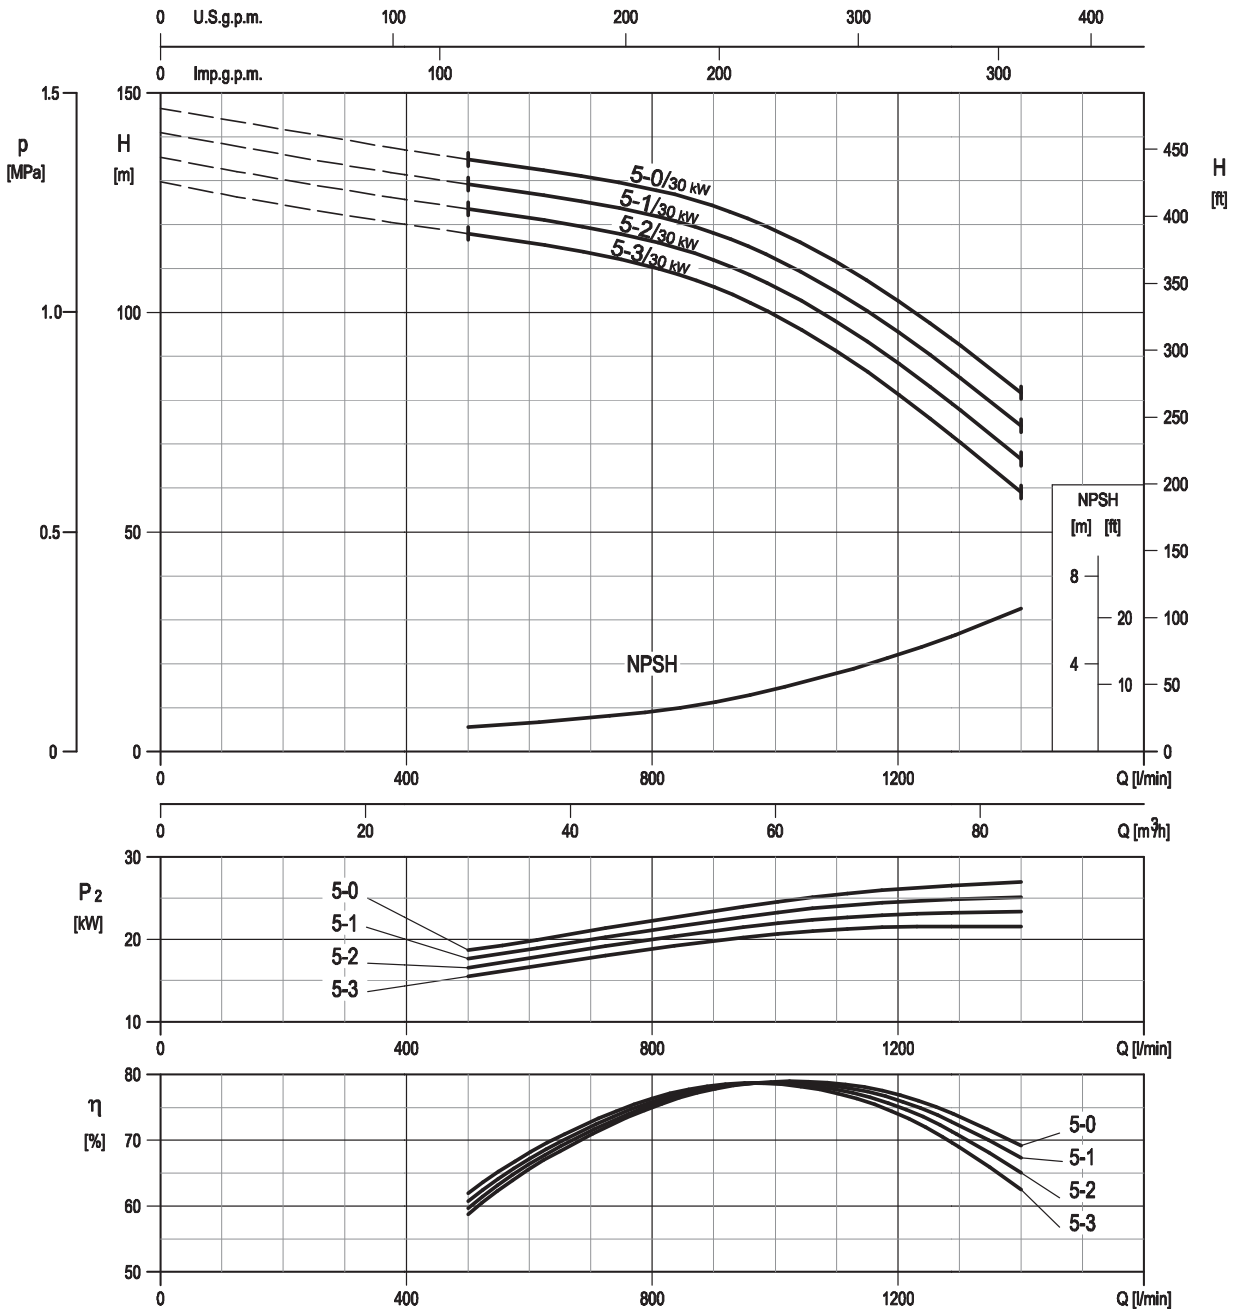 0 U.S.g.p.m. 100 200 300 400
0 Imp.g.p.m. 100 200 300
1.5 150
p H
[MPa] [m]
450
H
[ft]
5-0/30 kW
5-1/30 kW
5-2/30 kW
5-3/30 kW
400
350
1.0 100
300
250
200
NPSH
[m] [ft]
0.5 50
150
8
20 100
NPSH
4
10 50
0 0 0
0 400 800 1200 Q [l/min]
0 20 40 60 80 Q [m³/h]
30
P2
[kW]
5-0
5-1
20
5-2
5-3
10
0 400 800 1200 Q [l/min]
80
η
[%]
70
60
50
5-0
5-1
5-2
5-3
0 400 800 1200 Q [l/min]